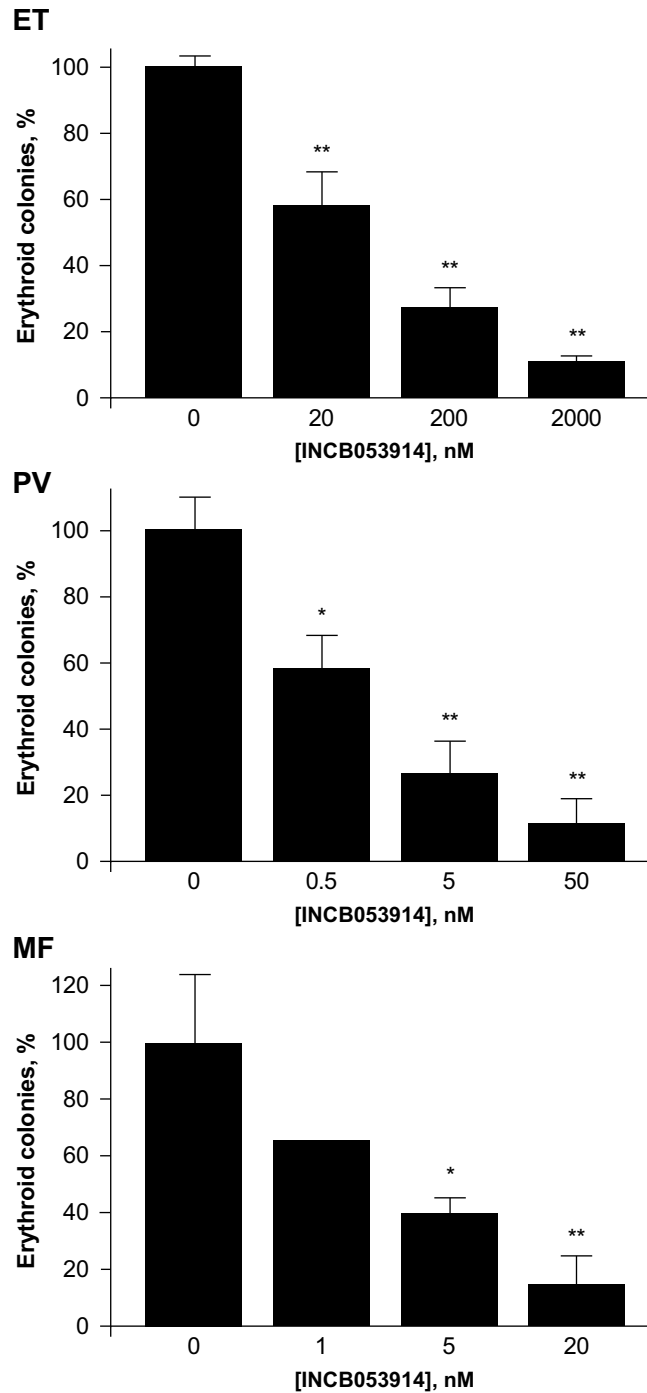 ET
Erythroid colonies, %
100
80
60
40
20
0
**
**
**
0 20 200 2000
[INCB053914], nM
PV
Erythroid colonies, %
100
80
60
40
20
0
*
**
**
0 0.5 5 50
[INCB053914], nM
MF
Erythroid colonies, %
120
100
80
60
40
20
0
*
**
0 1 5 20
[INCB053914], nM